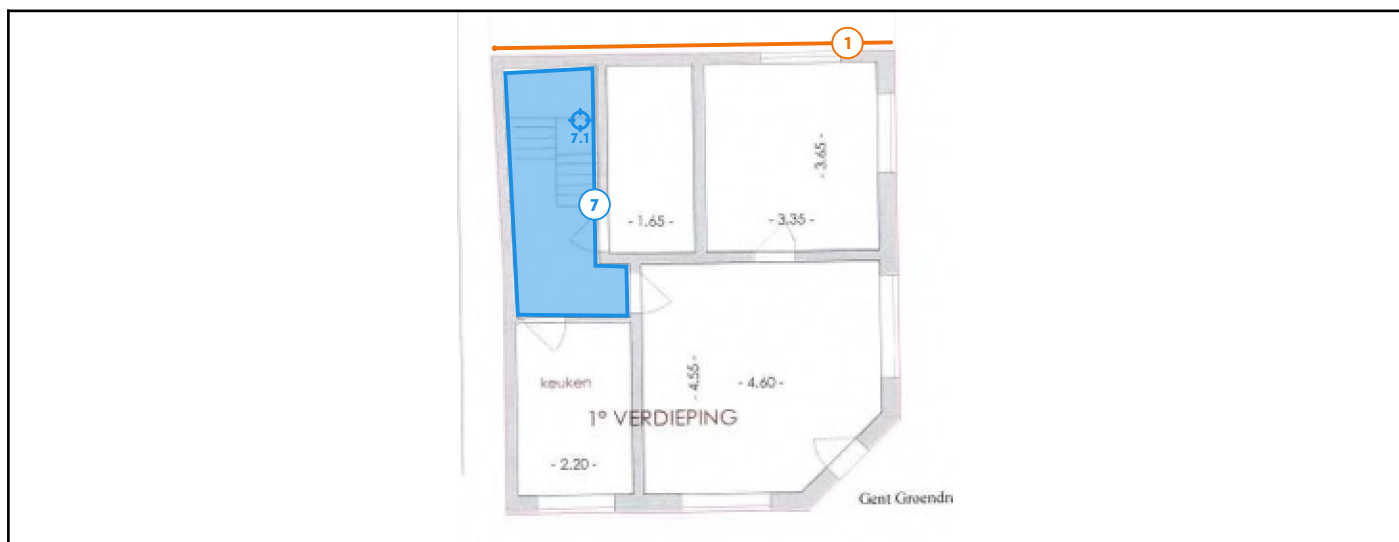 1
7.1
- 3.65 -
7
- 1.65 -
- 3.35 -
keuken
- 4.55 -
- 4.60 -
1° VERDIEPING
- 2.20 -
Gent Groendr